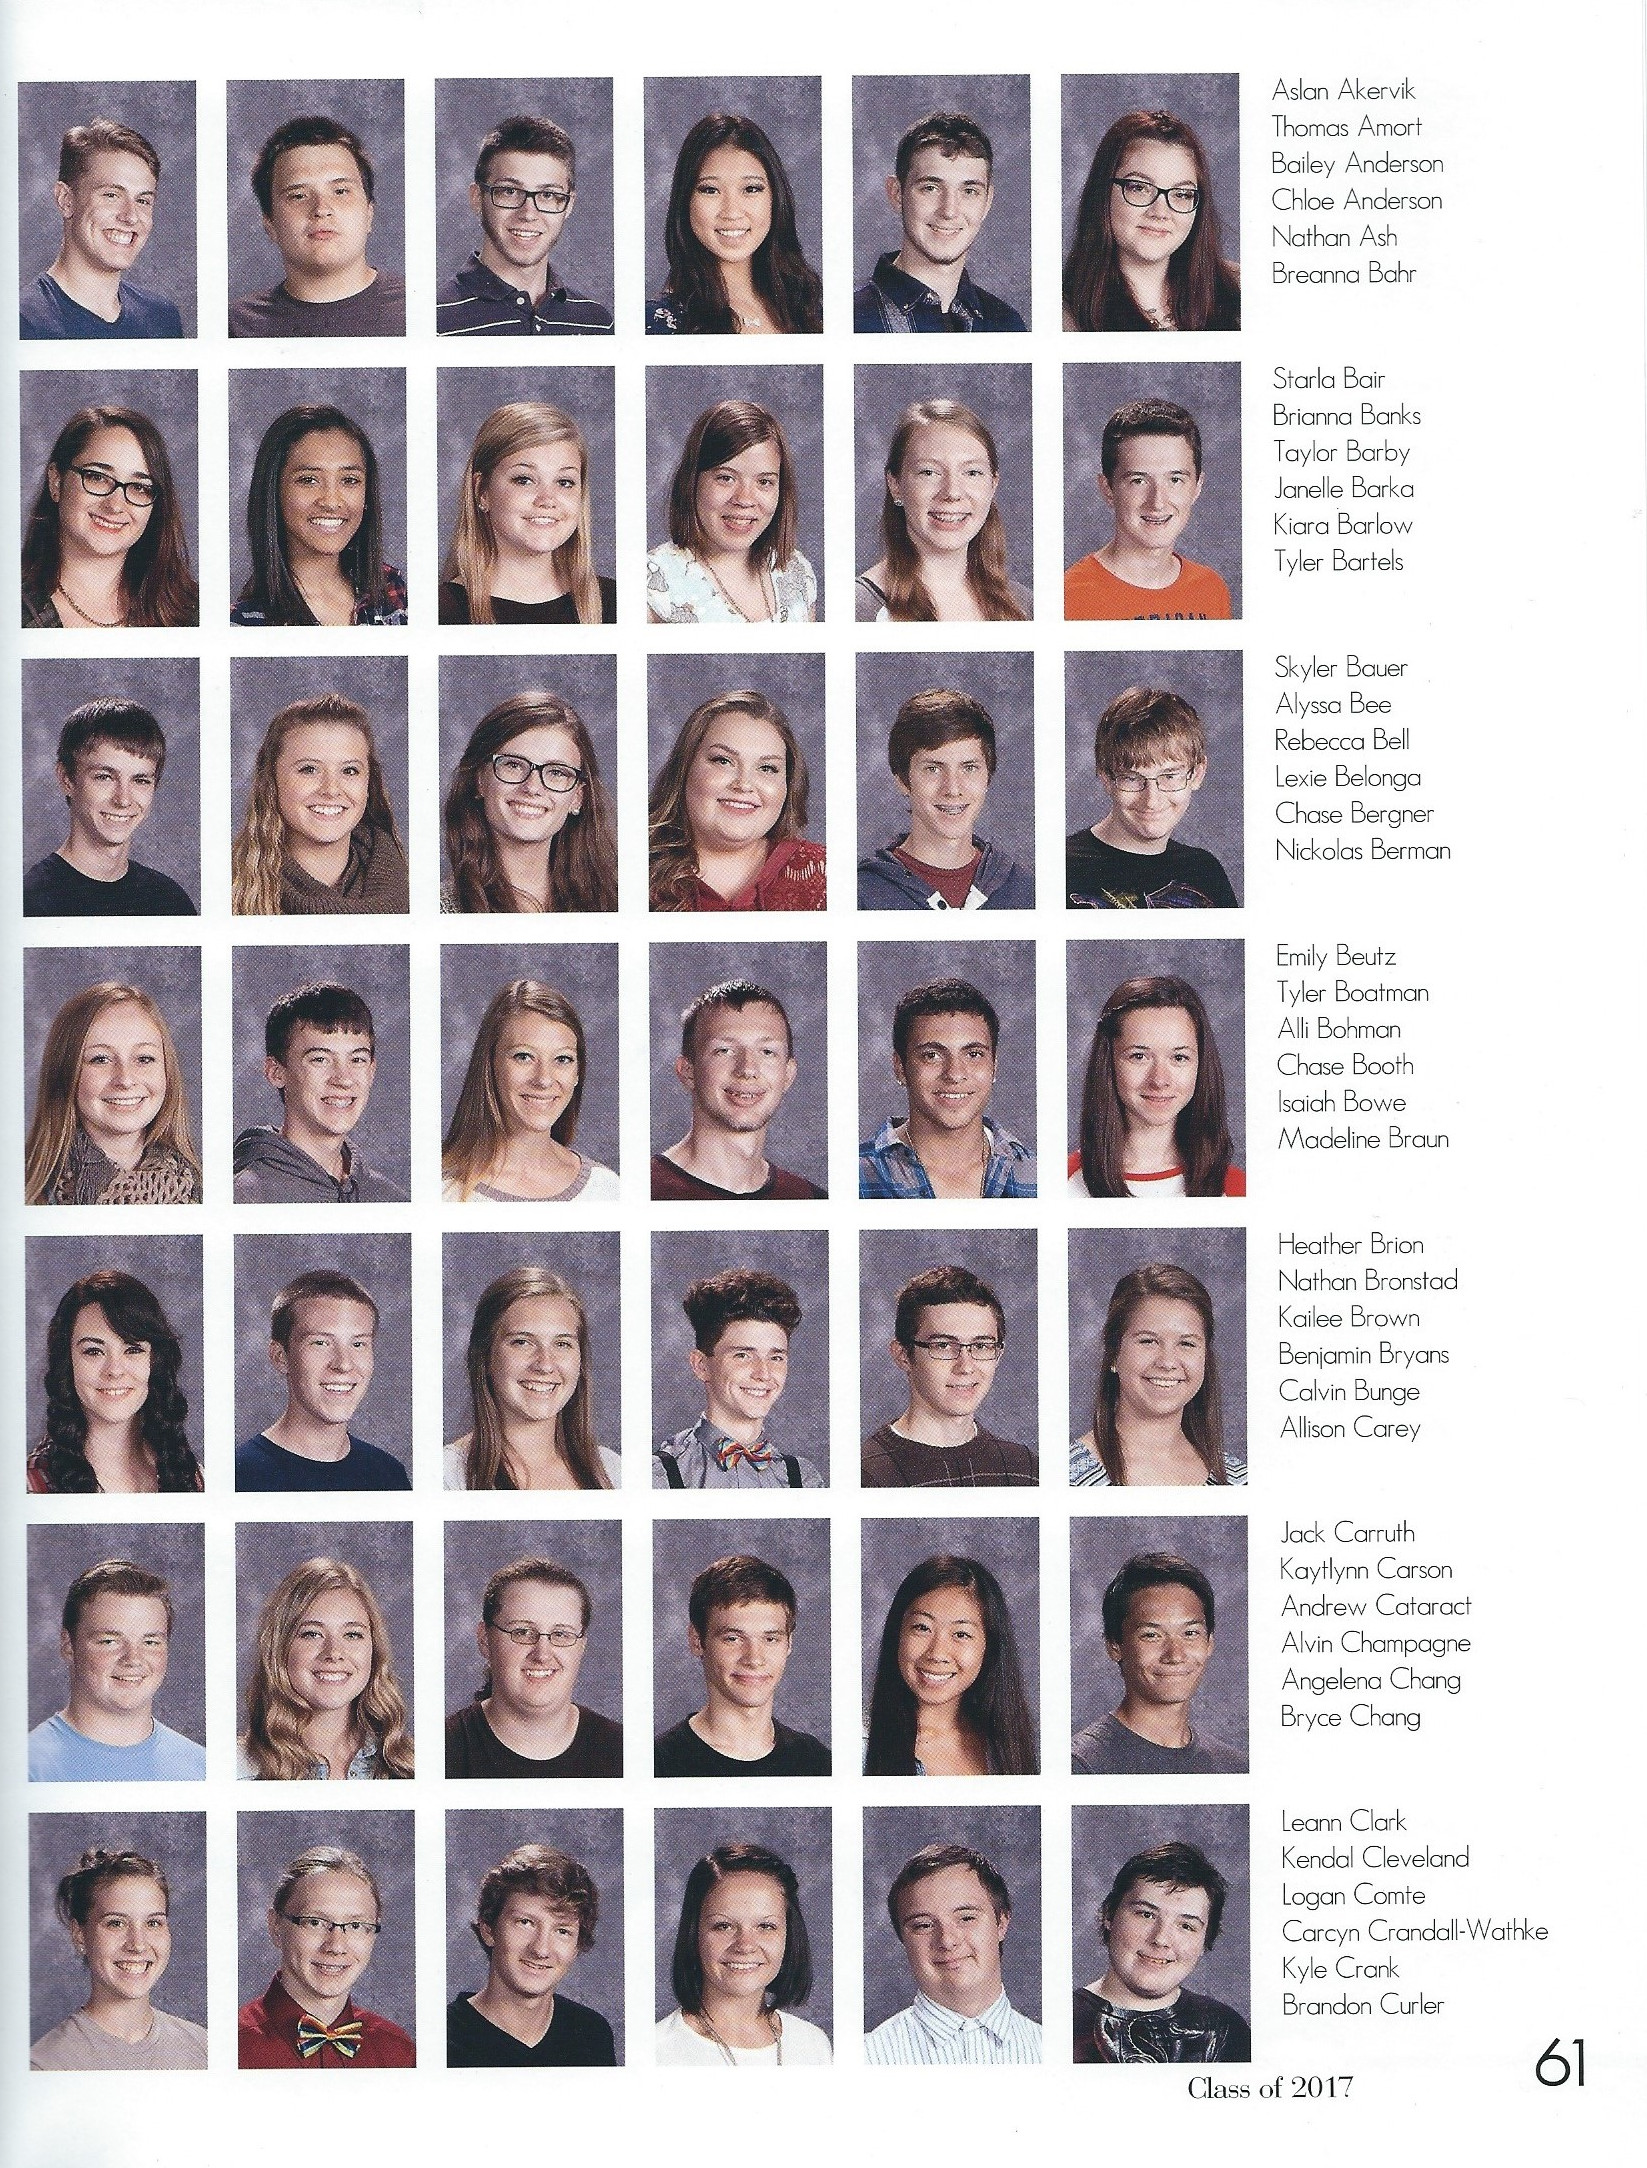 Aslan Akervik
Thomas Amort
Bailey Anderson
Chloe Anderson
Nathan Ash
Breanna Bahr
Starla Bair
Brianna Banks
Taylor Barby
Janelle Barka
Kiara Barlow
Tyler Bartels
Skyler Bauer
Alyssa Bee
Rebecca Bell
Lexie Belonga
Chase Bergner
Nickolas Berman
Emily Beutz
Tyler Boatman
Alli Bohman
Chase Booth
Isaiah Bowe
Madeline Braun
Heather Brion
Nathan Bronstad
Kailee Brown
Benjamin Bryans
Calvin Bunge
Allison Carey
Jack Carruth
Kaytlynn Carson
Andrew Cataract
Alvin Champagne
Angelena Chang
Bryce Chang
Leann Clark
Kendal Cleveland
Logan Comte
Carcyn Crandall-Wathke
Kyle Crank
Brandon Curler
Class of 2017
61